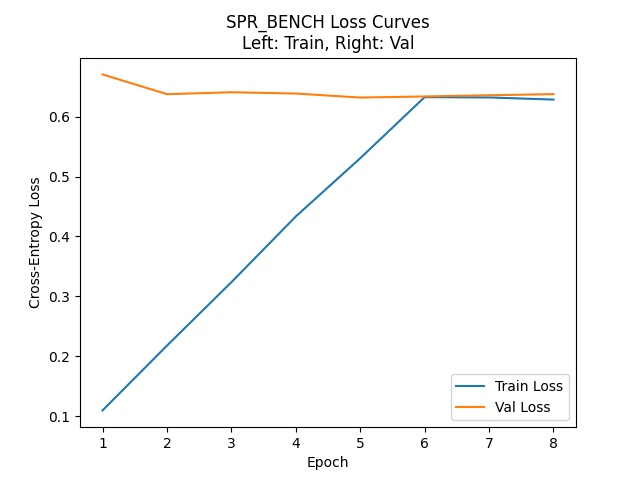 SPR_BENCH Loss Curves
Left: Train, Right: Val
Cross-Entropy Loss
0.6
0.5
0.4
0.3
0.2
0.1
Train Loss
Val Loss
1 2 3 4 5 6 7 8
Epoch